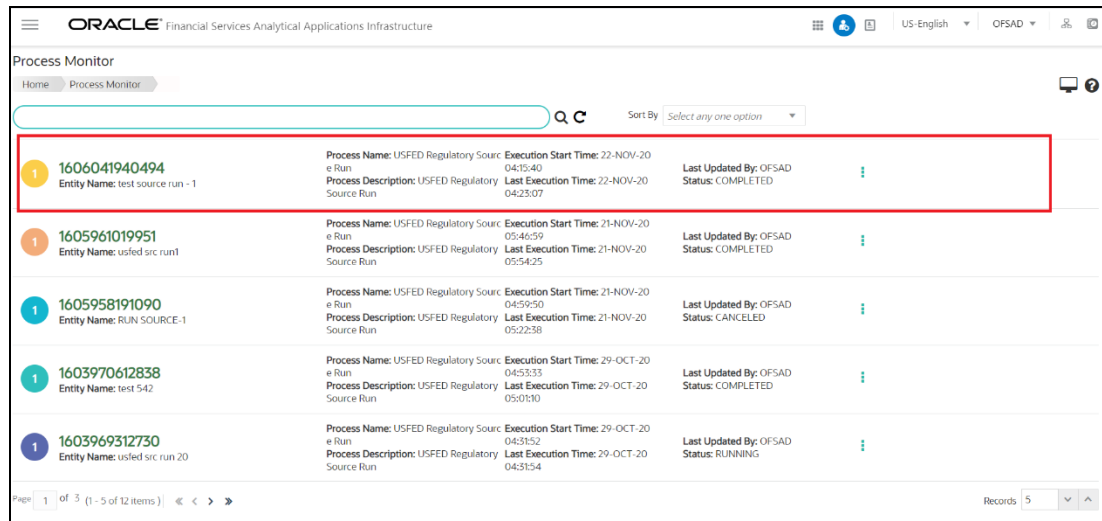 ORACLE Financial Services Analytical Applications Infrastructure US-English OFSAD
Process Monitor
Home Process Monitor
Sort By Select any one option
1 1606041940494
Entity Name: test source run - 1
Process Name: USFED Regulatory Sourc
e Run
Process Description: USFED Regulatory
Source Run
Execution Start Time: 22-NOV-20
04:15:40
Last Execution Time: 22-NOV-20
04:23:07
Last Updated By: OFSAD
Status: COMPLETED
1 1605961019951
Entity Name: usfed src run1
Process Name: USFED Regulatory Sourc
e Run
Process Description: USFED Regulatory
Source Run
Execution Start Time: 21-NOV-20
05:46:59
Last Execution Time: 21-NOV-20
05:54:25
Last Updated By: OFSAD
Status: COMPLETED
1 1605958191090
Entity Name: RUN SOURCE-1
Process Name: USFED Regulatory Sourc
e Run
Process Description: USFED Regulatory
Source Run
Execution Start Time: 21-NOV-20
04:59:50
Last Execution Time: 21-NOV-20
05:22:38
Last Updated By: OFSAD
Status: CANCELED
1 1603970612838
Entity Name: test 542
Process Name: USFED Regulatory Sourc
e Run
Process Description: USFED Regulatory
Source Run
Execution Start Time: 29-OCT-20
04:53:33
Last Execution Time: 29-OCT-20
05:01:10
Last Updated By: OFSAD
Status: COMPLETED
1 1603969312730
Entity Name: usfed src run 20
Process Name: USFED Regulatory Sourc
e Run
Process Description: USFED Regulatory
Source Run
Execution Start Time: 29-OCT-20
04:31:52
Last Execution Time: 29-OCT-20
04:31:54
Last Updated By: OFSAD
Status: RUNNING
Page 1 of 3 (1 - 5 of 12 items) Records 5